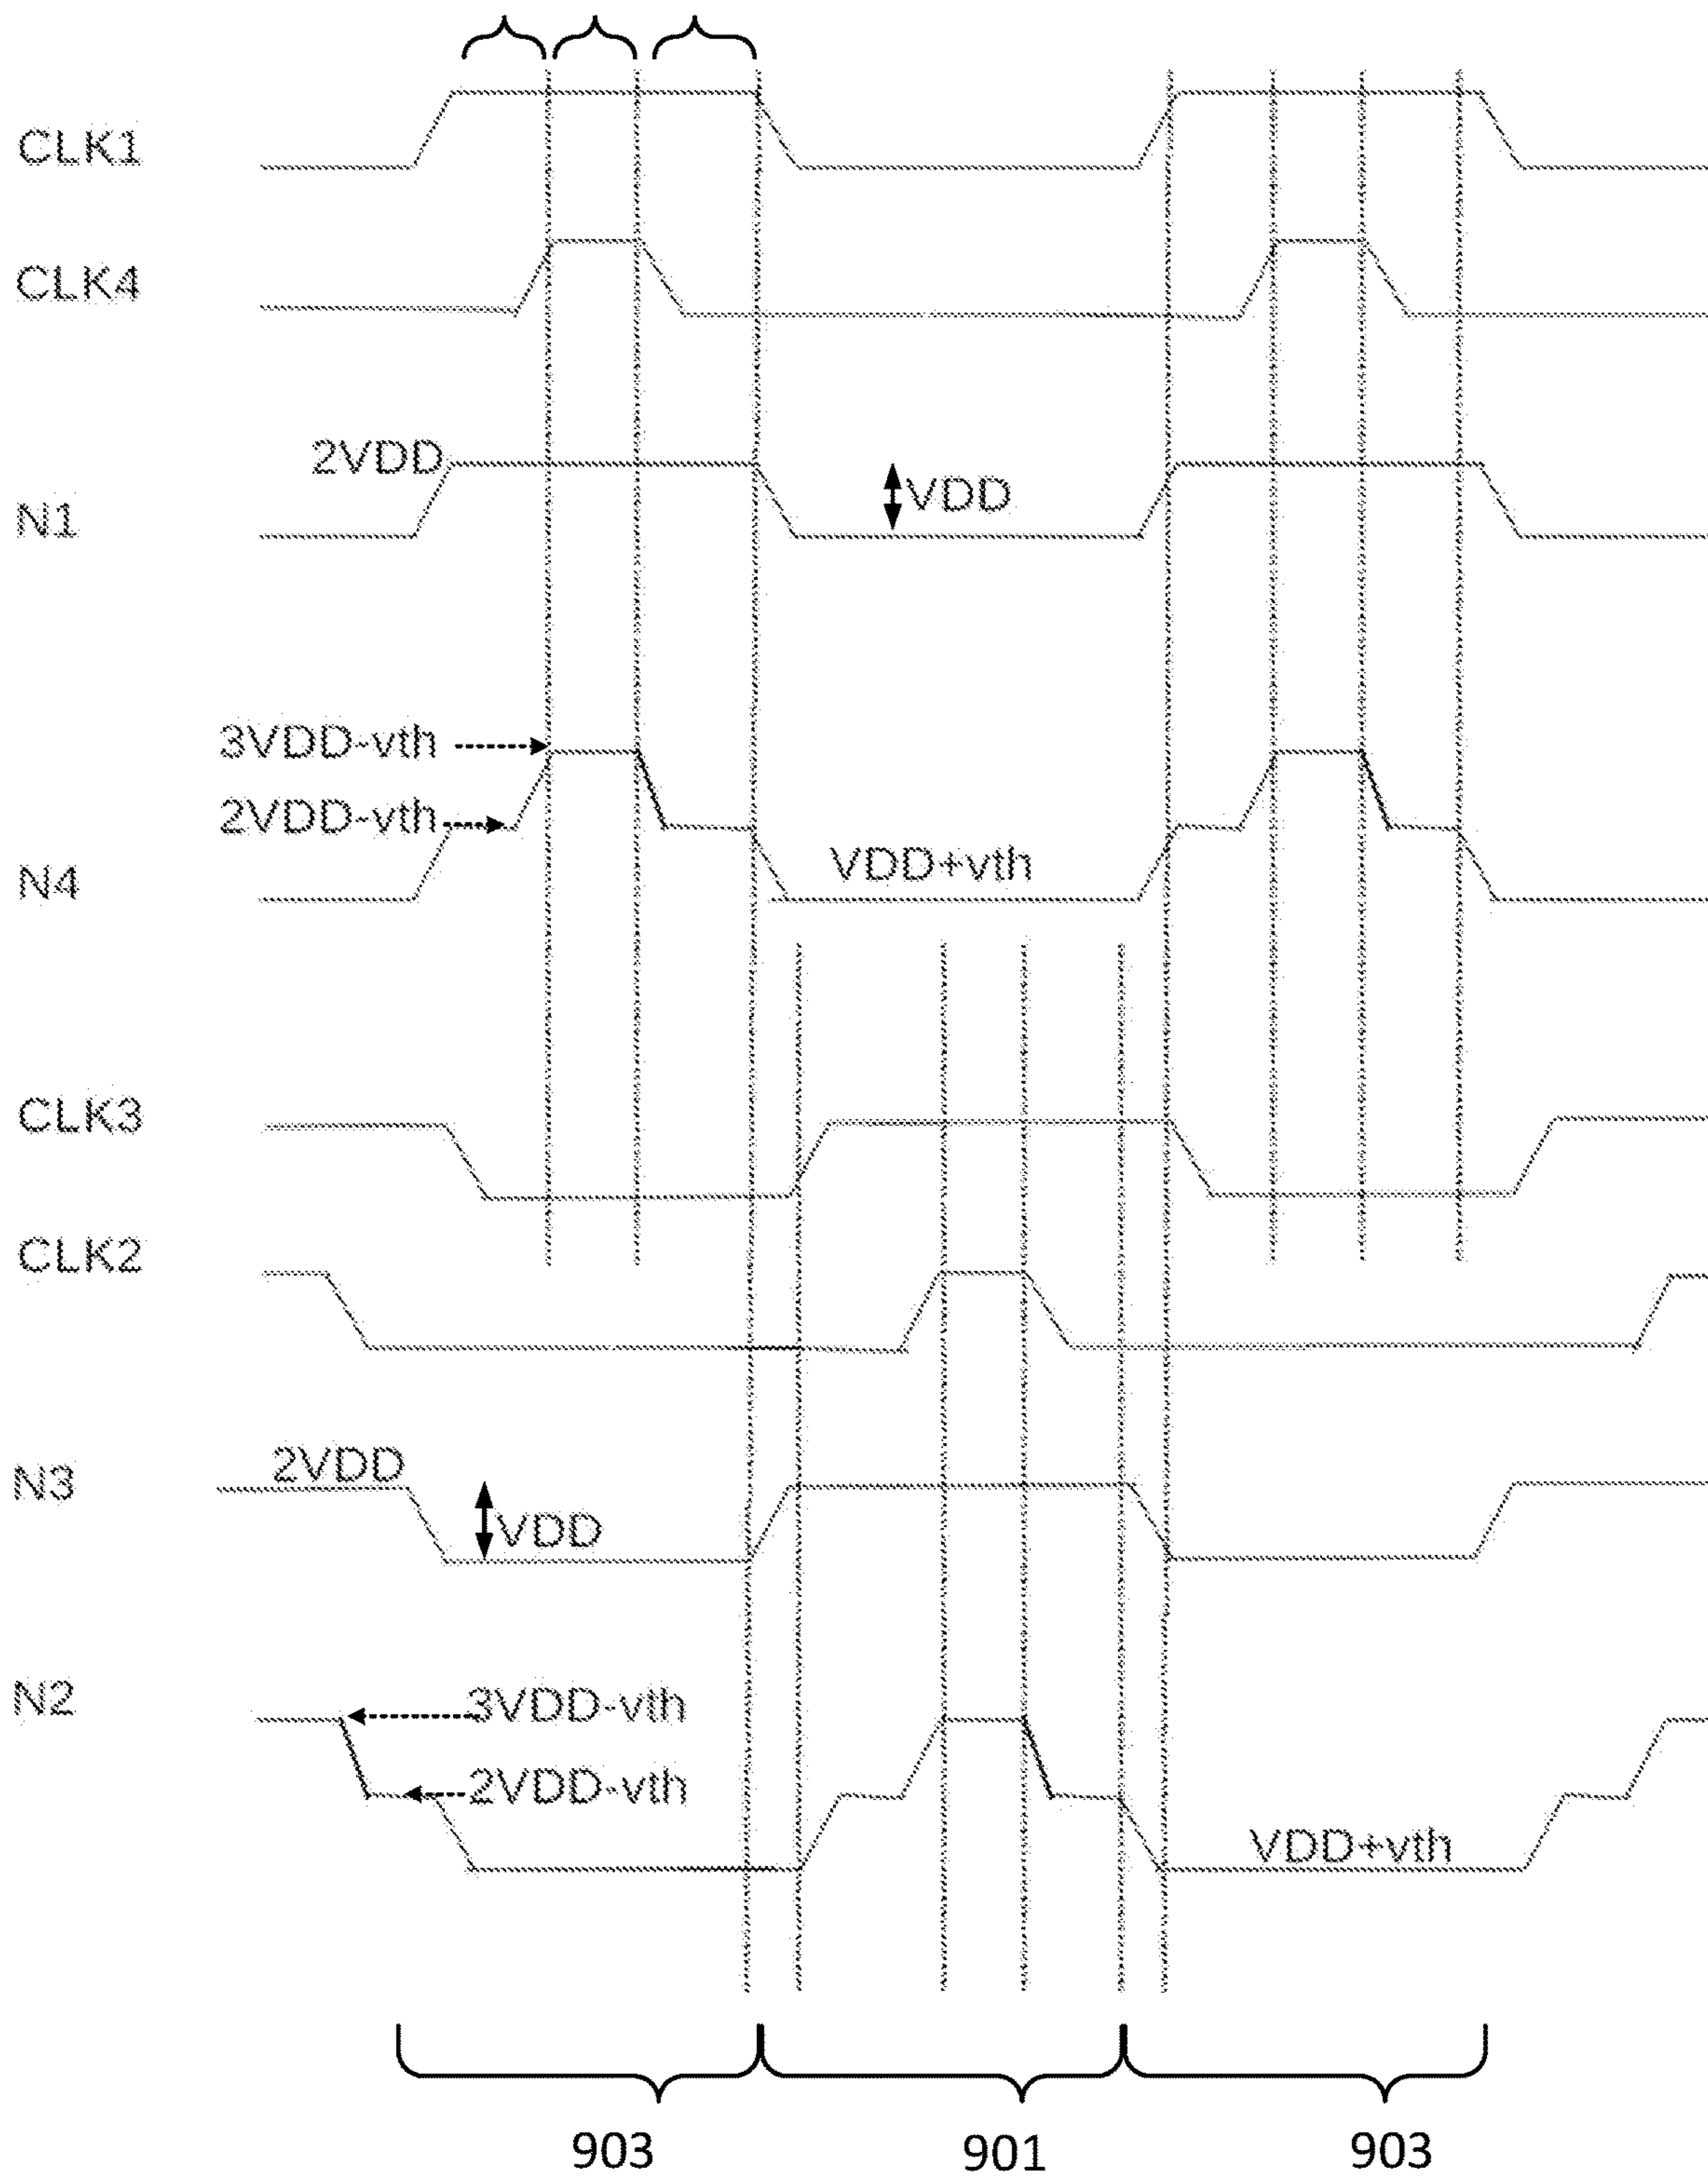 CLK1
CLK4
2VDD
VDD
N1
3VDD-vth
2VDD-vth
VDD+vth
N4
CLK3
CLK2
2VDD
N3
VDD
N2
3VDD-vth
2VDD-vth
VDD+vth
903 901 903